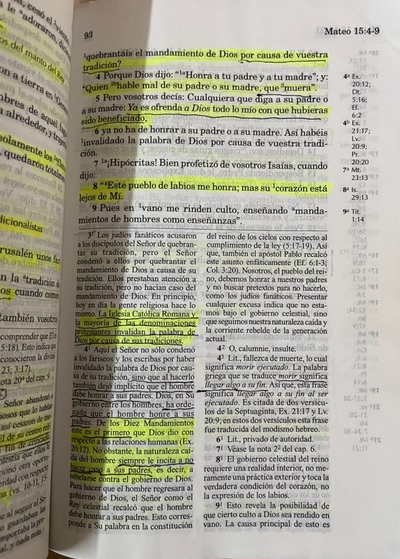 93
Mateo 15:4-9
quebrantáis el mandamiento de Dios por causa de vuestra
tradición?
4 Porque Dios dijo: "Honra a tu padre y a tu madre"; y:
"Quien hable mal de su padre o su madre, que muera".
5 Pero vosotros decís: Cualquiera que diga a su padre o
a su madre: Ya es ofrenda a Dios todo lo mío con que hubieras
sido beneficiado,
6 ya no ha de honrar a su padre o a su madre. Así habéis
invalidado la palabra de Dios por causa de vuestra tradi-
ción.
7 ¡Hipócritas! Bien profetizó de vosotros Isaías, cuando
dijo:
8 "Este pueblo de labios me honra; mas su corazón está
lejos de Mí.
9 Pues en vano me rinden culto, enseñando "manda-
mientos de hombres como enseñanzas".
4ª Éx.
20:12;
Dt.
5:16;
Ef.
6:2
4ᵇ Éx.
21:17;
Lv.
20:9;
Pr.
20:20
7ª Mt.
23:13
8ª Is.
29:13
9ª Tit.
1:14
3¹ Los judíos fanáticos acusaron
a los discípulos del Señor de quebran-
tar su tradición, pero el Señor
condenó a ellos por quebrantar el
mandamiento de Dios a causa de su
tradición. Ellos prestaban atención a
su tradición, pero no hacían caso del
mandamiento de Dios. En principio,
hoy en día la gente religiosa hace lo
mismo. La Iglesia Católica Romana y
la mayoría de las denominaciones
protestantes invalidan la palabra de
Dios por causa de sus tradiciones.
4¹ Aquí el Señor no sólo condenó
a los fariseos y los escribas por haber
invalidado la palabra de Dios por cau-
sa de su tradición, sino que al hacerlo
también dejó implícito que el hombre
debe honrar a sus padres. Dios, en Su
gobierno entre los hombres, ha orde-
nado que el hombre honre a sus pa-
dres. De los Diez Mandamientos
éste es el primero que Dios dio con
respecto a las relaciones humanas (Éx.
20:12). No obstante, la naturaleza caí-
da del hombre siempre le incita a no
hacer caso a sus padres, es decir, a
rebelarse contra el gobierno de Dios.
Para hacer que el hombre regresara al
gobierno de Dios, el Señor como el
Rey celestial recalcó que el hombre
debe honrar a sus padres. Esto corres-
ponde a Su palabra en la constitución
del reino de los cielos con respecto al
cumplimiento de la ley (5:17-19). Así
que, también el apóstol Pablo recalcó
este asunto enfáticamente (Ef. 6:1-3;
Col. 3:20). Nosotros, el pueblo del rei-
no, debemos honrar a nuestros padres
y no buscar pretextos para no hacerlo,
como los judíos fanáticos. Presentar
cualquier excusa indica que no esta-
mos bajo el gobierno celestial, sino
que seguimos nuestra naturaleza caída
y la corriente rebelde de la generación
actual.
4² O, calumnie, insulte.
4³ Lit., fallezca de muerte, lo cual
significa morir ejecutado. La palabra
griega que se traduce morir significa
llegar algo a su fin. Así que, esta frase
significa llegar algo a su fin al ser
ejecutado. Es citada de dos versícu-
los de la Septuaginta, Éx. 21:17 y Lv.
20:9; en estos dos versículos esta frase
fue traducida del modismo hebreo.
6¹ Lit., privado de autoridad.
7¹ Véase la nota 2² del cap. 6.
8¹ El gobierno celestial del reino
requiere una realidad interior, no me-
ramente una práctica exterior y toca la
verdadera condición del corazón, no
la expresión de los labios.
9¹ Esto revela la posibilidad de
que cierto culto a Dios sea rendido en
vano. La causa principal de esto es